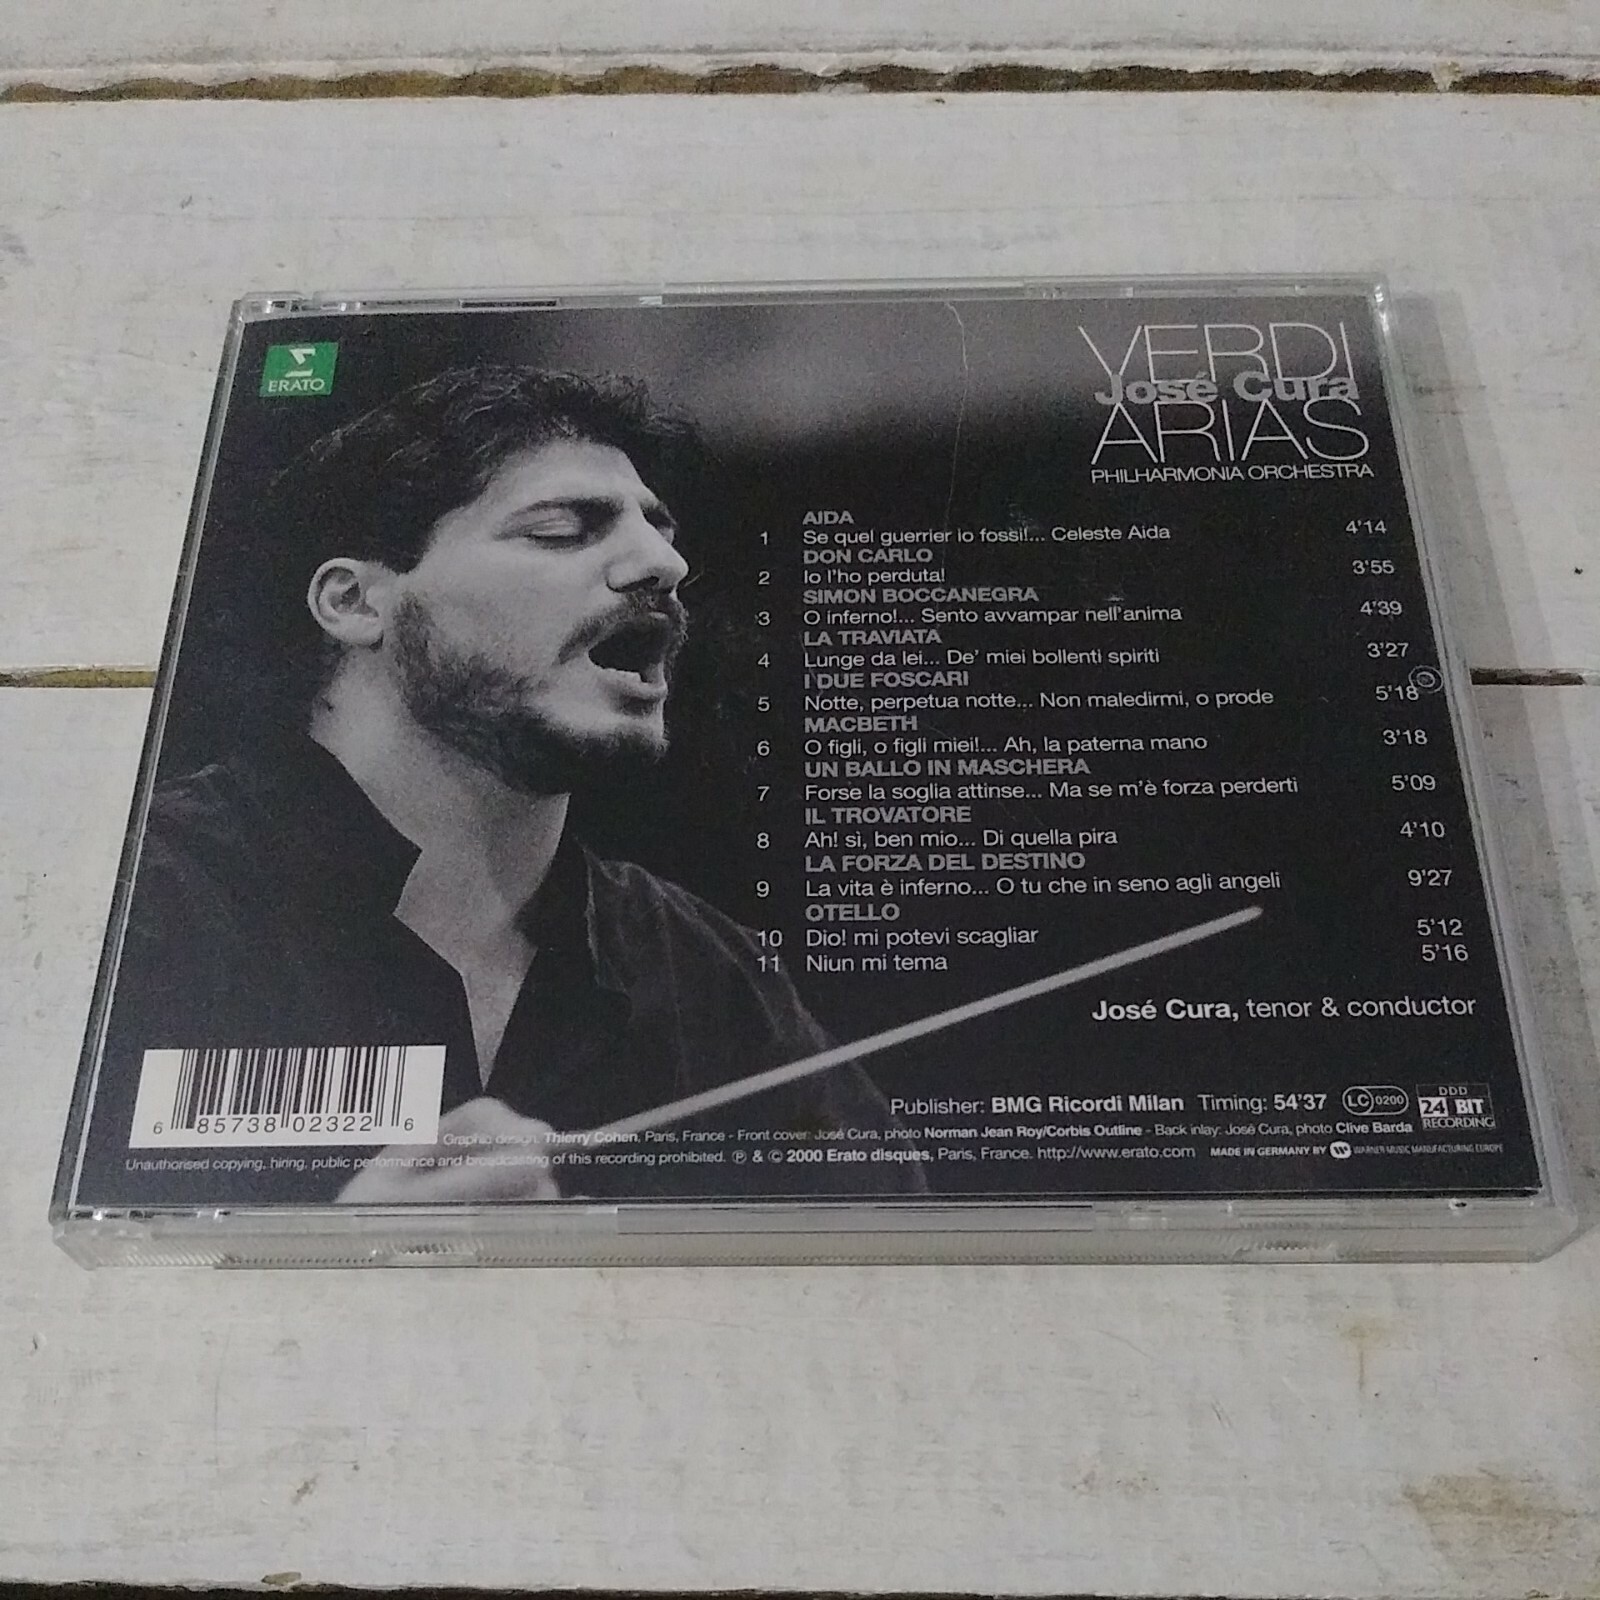 ERATO
VERDI
José Cura
ARIAS
PHILHARMONIA ORCHESTRA
AIDA
1 Se quel guerrier io fossi!... Celeste Aida 4'14
DON CARLO
2 Io l'ho perduta! 3'55
SIMON BOCCANEGRA
3 O inferno!... Sento avvampar nell'anima 4'39
LA TRAVIATA
4 Lunge da lei... De' miei bollenti spiriti 3'27
I DUE FOSCARI
5 Notte, perpetua notte... Non maledirmi, o prode 5'18
MACBETH
6 O figli, o figli miei!... Ah, la paterna mano 3'18
UN BALLO IN MASCHERA
7 Forse la soglia attinse... Ma se m'è forza perderti 5'09
IL TROVATORE
8 Ah! sì, ben mio... Di quella pira 4'10
LA FORZA DEL DESTINO
9 La vita è inferno... O tu che in seno agli angeli 9'27
OTELLO
10 Dio! mi potevi scagliar 5'12
11 Niun mi tema 5'16
José Cura, tenor & conductor
Publisher: BMG Ricordi Milan Timing: 54'37 LC 0200
DDD
24 BIT
RECORDING
6 85738 02322 6
Graphic design: Thierry Cohen, Paris, France - Front cover: José Cura, photo Norman Jean Roy/Corbis Outline - Back inlay: José Cura, photo Clive Barda
Unauthorised copying, hiring, public performance and broadcasting of this recording prohibited. ℗ & © 2000 Erato disques, Paris, France. http://www.erato.com MADE IN GERMANY BY WARNER MUSIC MANUFACTURING EUROPE